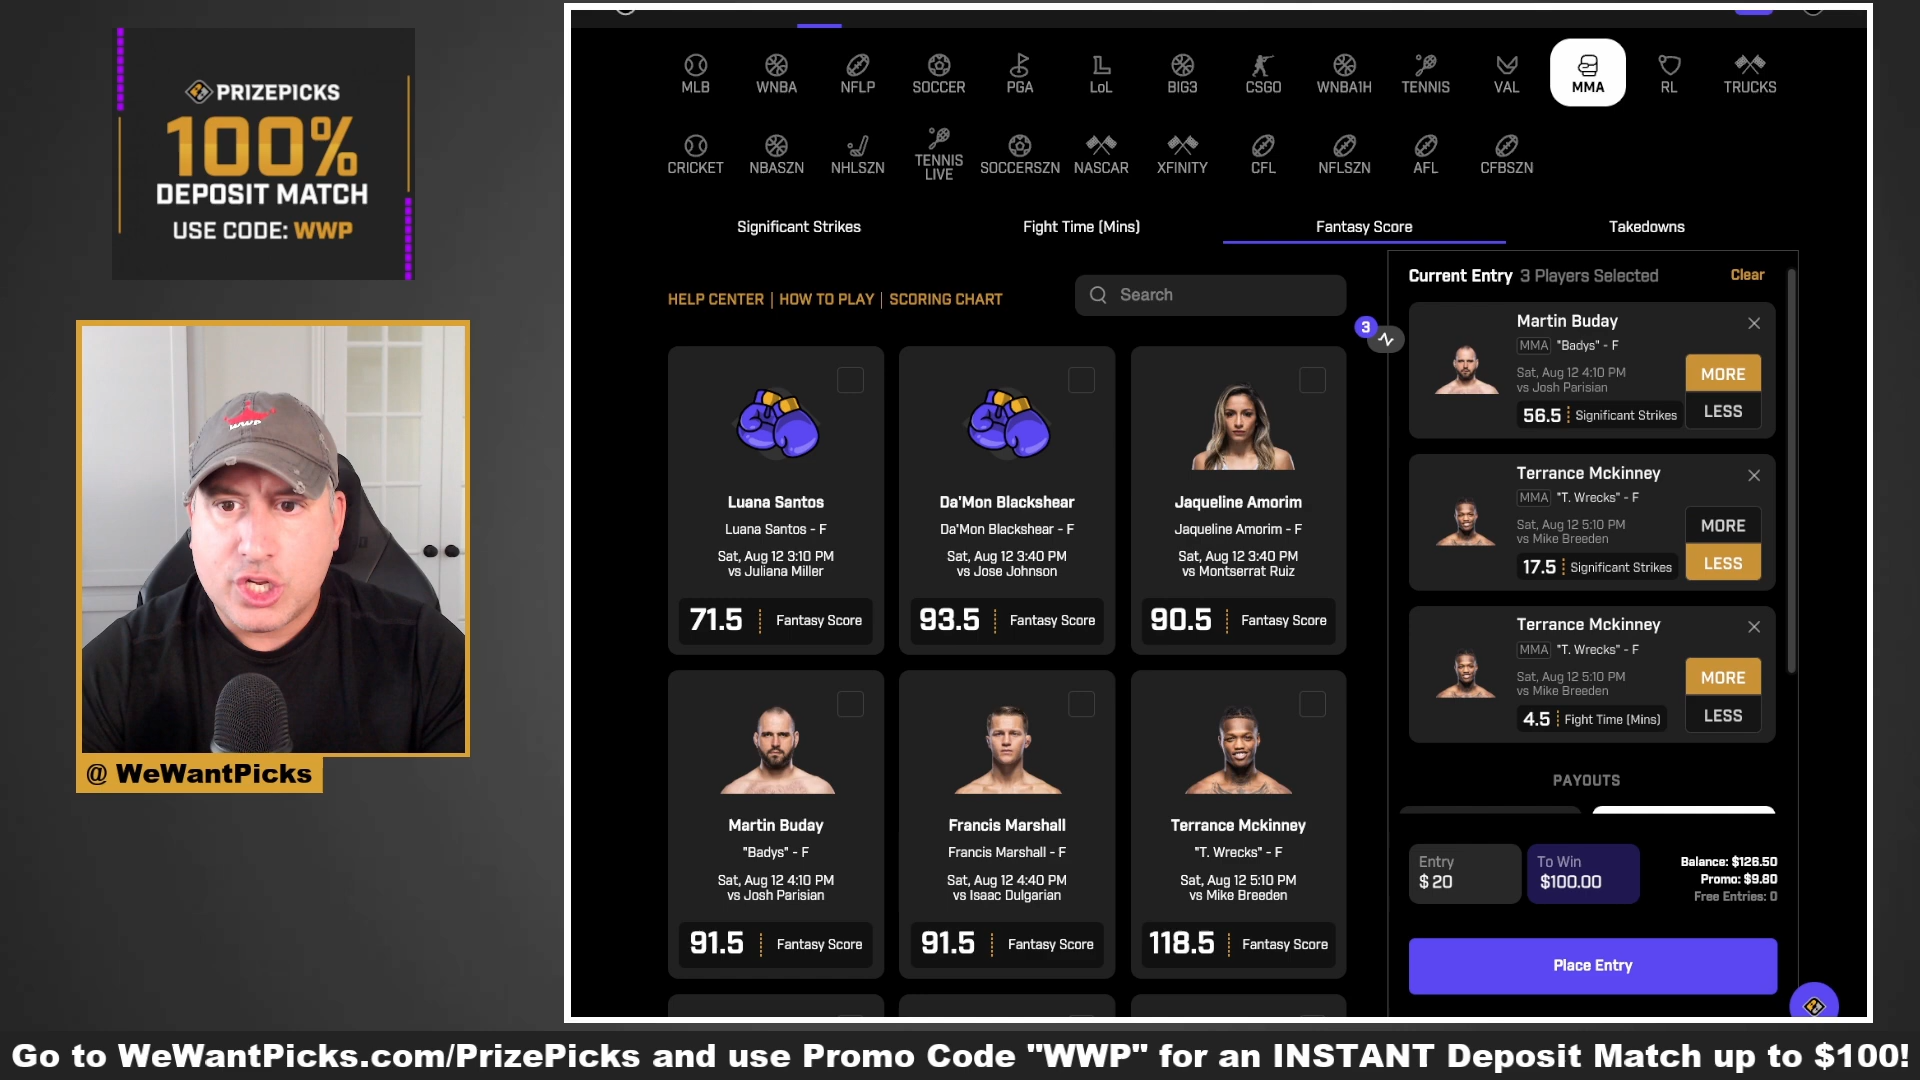 PRIZEPICKS
100%
DEPOSIT MATCH
USE CODE: WWP
WWP
@ WeWantPicks
MLB
WNBA
NFLP
SOCCER
PGA
LoL
BIG3
CSGO
WNBA1H
TENNIS
VAL
MMA
RL
TRUCKS
CRICKET
NBASZN
NHLSZN
TENNIS
LIVE
SOCCERSZN
NASCAR
XFINITY
CFL
NFLSZN
AFL
CFBSZN
Significant Strikes
Fight Time (Mins)
Fantasy Score
Takedowns
HELP CENTER | HOW TO PLAY | SCORING CHART
Search
Luana Santos
Luana Santos - F
Sat, Aug 12 3:10 PM
vs Juliana Miller
71.5 Fantasy Score
Da'Mon Blackshear
Da'Mon Blackshear - F
Sat, Aug 12 3:40 PM
vs Jose Johnson
93.5 Fantasy Score
Jaqueline Amorim
Jaqueline Amorim - F
Sat, Aug 12 3:40 PM
vs Montserrat Ruiz
90.5 Fantasy Score
Martin Buday
"Badys" - F
Sat, Aug 12 4:10 PM
vs Josh Parisian
91.5 Fantasy Score
Francis Marshall
Francis Marshall - F
Sat, Aug 12 4:40 PM
vs Isaac Dulgarian
91.5 Fantasy Score
Terrance Mckinney
"T. Wrecks" - F
Sat, Aug 12 5:10 PM
vs Mike Breeden
118.5 Fantasy Score
3
Current Entry 3 Players Selected
Clear
Martin Buday
MMA "Badys" - F
Sat, Aug 12 4:10 PM
vs Josh Parisian
56.5 Significant Strikes
MORE
LESS
Terrance Mckinney
MMA "T. Wrecks" - F
Sat, Aug 12 5:10 PM
vs Mike Breeden
17.5 Significant Strikes
MORE
LESS
Terrance Mckinney
MMA "T. Wrecks" - F
Sat, Aug 12 5:10 PM
vs Mike Breeden
4.5 Fight Time (Mins)
MORE
LESS
PAYOUTS
Entry
$ 20
To Win
$100.00
Balance: $126.50
Promo: $9.80
Free Entries: 0
Place Entry
Go to WeWantPicks.com/PrizePicks and use Promo Code "WWP" for an INSTANT Deposit Match up to $100!